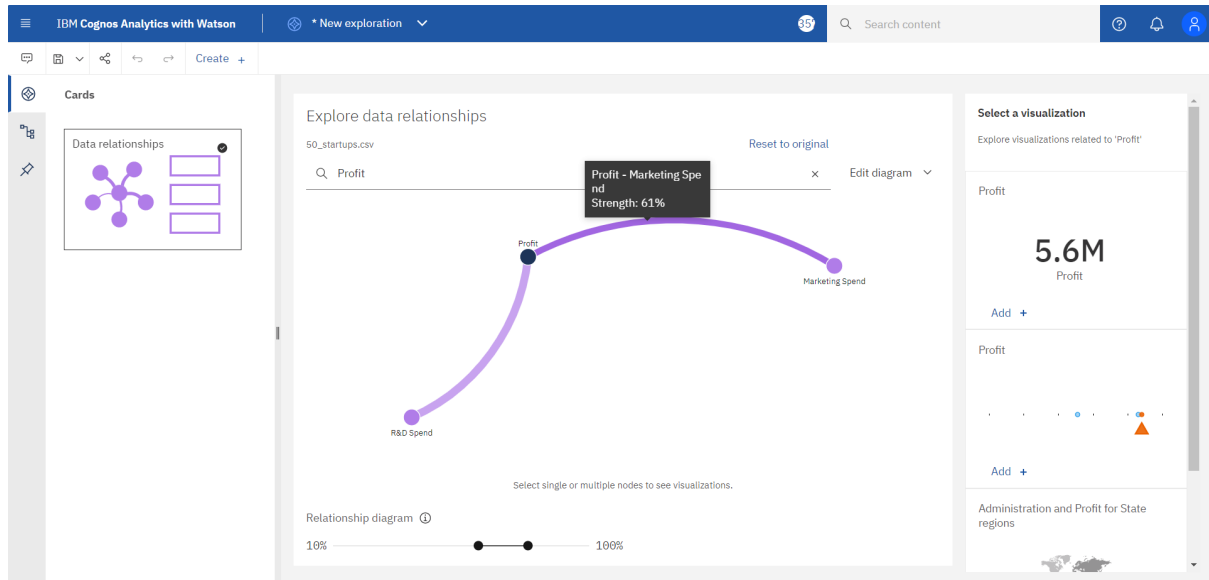 IBM Cognos Analytics with Watson
* New exploration
Search content
Create +
Cards
Data relationships
Explore data relationships
50_startups.csv
Reset to original
Profit
Edit diagram
Profit - Marketing Spe
nd
Strength: 61%
Profit
Marketing Spend
R&D Spend
Select single or multiple nodes to see visualizations.
Relationship diagram
10%
100%
Select a visualization
Explore visualizations related to 'Profit'
Profit
5.6M
Profit
Add +
Profit
Add +
Administration and Profit for State
regions